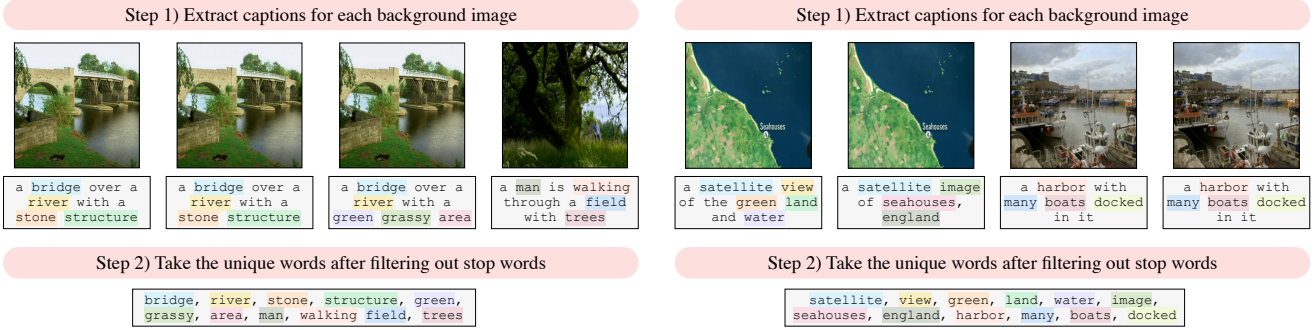 Step 1) Extract captions for each background image
a bridge over a
river with a
stone structure
a bridge over a
river with a
stone structure
a bridge over a
river with a
green grassy area
a man is walking
through a field
with trees
Step 2) Take the unique words after filtering out stop words
bridge, river, stone, structure, green,
grassy, area, man, walking field, trees
Step 1) Extract captions for each background image
Seahouses
Seahouses
a satellite view
of the green land
and water
a satellite image
of seahouses,
england
a harbor with
many boats docked
in it
a harbor with
many boats docked
in it
Step 2) Take the unique words after filtering out stop words
satellite, view, green, land, water, image,
seahouses, england, harbor, many, boats, docked